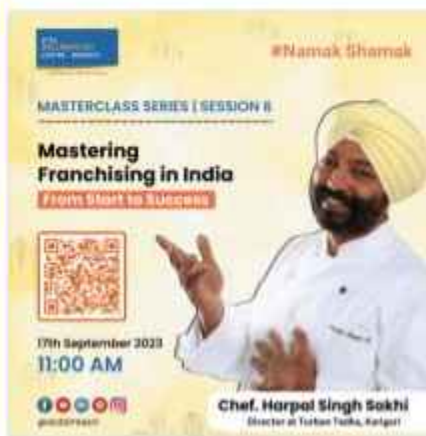 #Namak Shamak
MASTERCLASS SERIES | SESSION 6
Mastering
Franchising in India
From Start to Success
17th September 2023
11:00 AM
Chef. Harpal Singh Sokhi
Director at Turban Tadka, Karigari